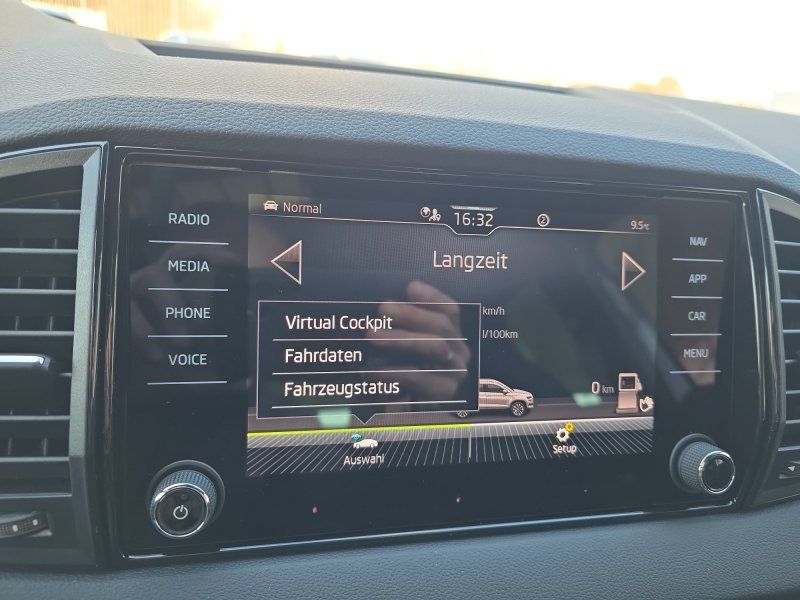 RADIO
MEDIA
PHONE
VOICE
Normal
16:32
2
9.5°C
Langzeit
km/h
l/100km
Virtual Cockpit
Fahrdaten
Fahrzeugstatus
0 km
Auswahl
Setup
NAV
APP
CAR
MENU